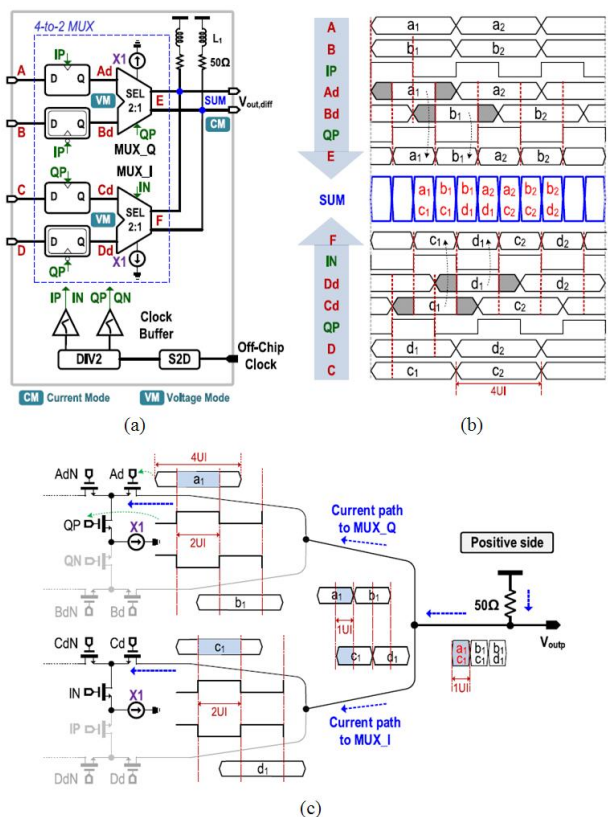 4-to-2 MUX
IP
X1
L₁
50Ω
A
D Q
Ad
VM
SEL
2:1
E
SUM
CM
Vout,diff
B
D Q
Bd
IP
QP
MUX_Q
MUX_I
QP
IN
C
D Q
Cd
VM
SEL
2:1
F
D
D Q
Dd
QP
X1
IP IN QP QN
Clock
Buffer
DIV2
S2D
Off-Chip
Clock
CM Current Mode VM Voltage Mode
(a)
A a₁ a₂
B b₁ b₂
IP
Ad a₁ a₂
Bd b₁ b₂
QP
E a₁ b₁ a₂ b₂
SUM
a₁ b₁ b₁ a₂ a₂ b₂ b₂
c₁ c₁ d₁ d₁ c₂ c₂ d₂
F c₁ d₁ c₂ d₂
IN
Dd d₁ d₂
Cd d₁ c₂
QP
D d₁ d₂
C c₁ c₂
4UI
(b)
AdN Ad
4UI
a₁
QP
X1
2UI
QN
BdN Bd
b₁
Current path
to MUX_Q
Positive side
50Ω
Voutp
a₁ b₁
1UI
c₁ d₁
a₁ b₁ b₁
c₁ c₁ d₁
1UI
CdN Cd
c₁
IN
X1
2UI
IP
DdN Dd
d₁
Current path
to MUX_I
(c)